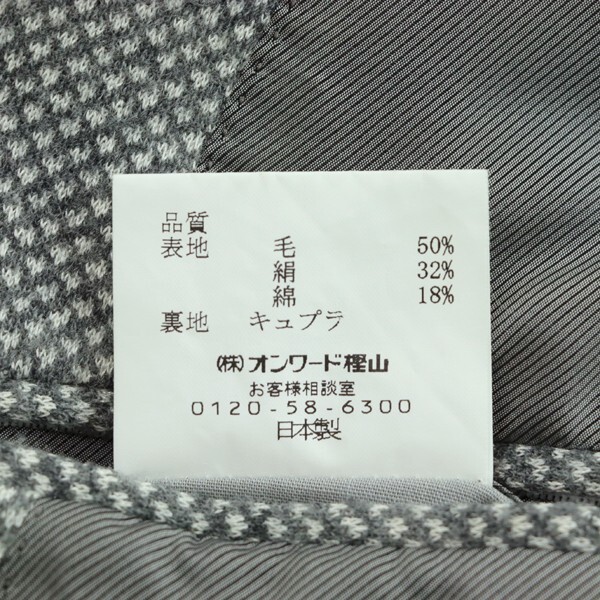 品質
表地 毛 50%
絹 32%
綿 18%
裏地 キュプラ
(株)オンワード樫山
お客様相談室
0120-58-6300
日本製